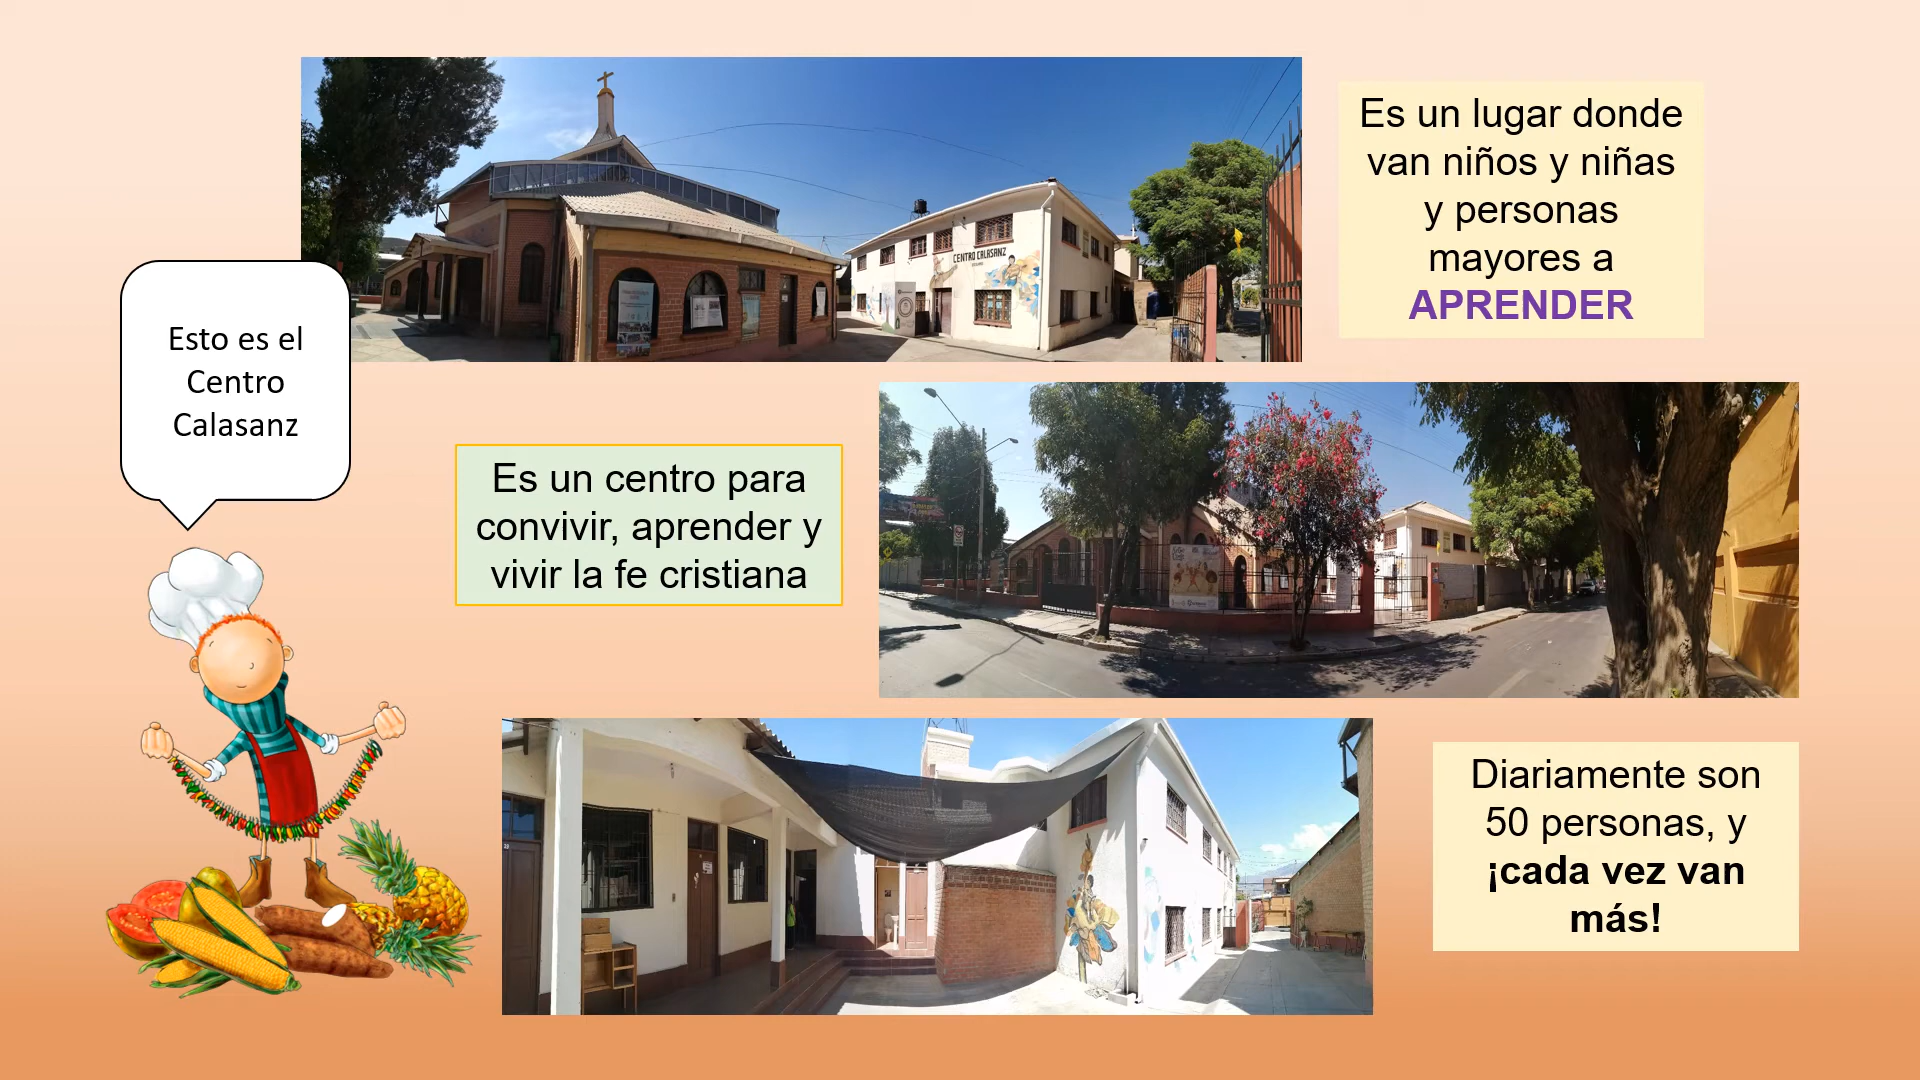 Es un lugar donde
van niños y niñas
y personas
mayores a
APRENDER
CENTRO CALASANZ
Esto es el
Centro
Calasanz
Es un centro para
convivir, aprender y
vivir la fe cristiana
Diariamente son
50 personas, y
¡cada vez van
más!